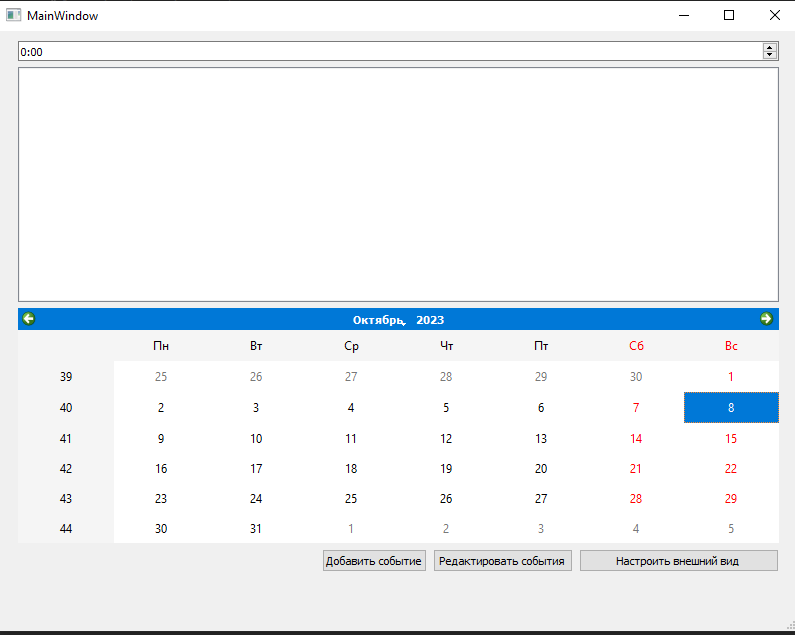 MainWindow
0:00
Октябрь, 2023
Пн Вт Ср Чт Пт Сб Вс
39 25 26 27 28 29 30 1
40 2 3 4 5 6 7 8
41 9 10 11 12 13 14 15
42 16 17 18 19 20 21 22
43 23 24 25 26 27 28 29
44 30 31 1 2 3 4 5
Добавить событие Редактировать события Настроить внешний вид